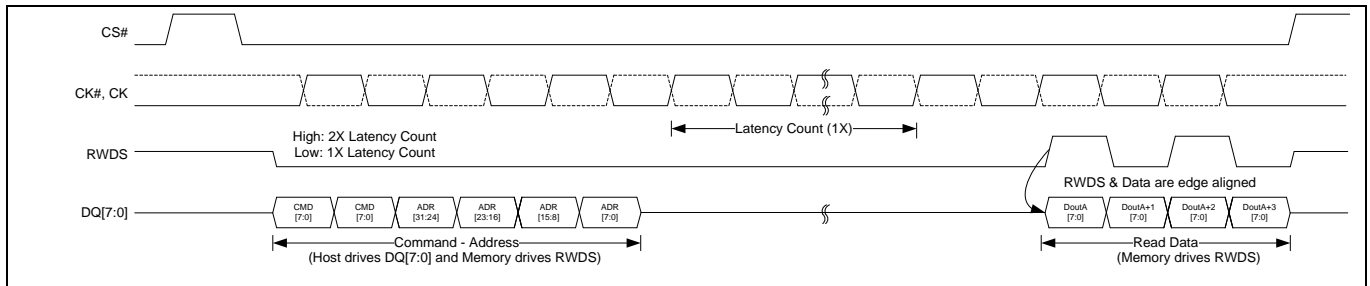 CS#
CK#, CK
Latency Count (1X)
High: 2X Latency Count
Low: 1X Latency Count
RWDS
RWDS & Data are edge aligned
DQ[7:0]
CMD [7:0]
CMD [7:0]
ADR [31:24]
ADR [23:16]
ADR [15:8]
ADR [7:0]
DoutA [7:0]
DoutA+1 [7:0]
DoutA+2 [7:0]
DoutA+3 [7:0]
Command - Address
(Host drives DQ[7:0] and Memory drives RWDS)
Read Data
(Memory drives RWDS)